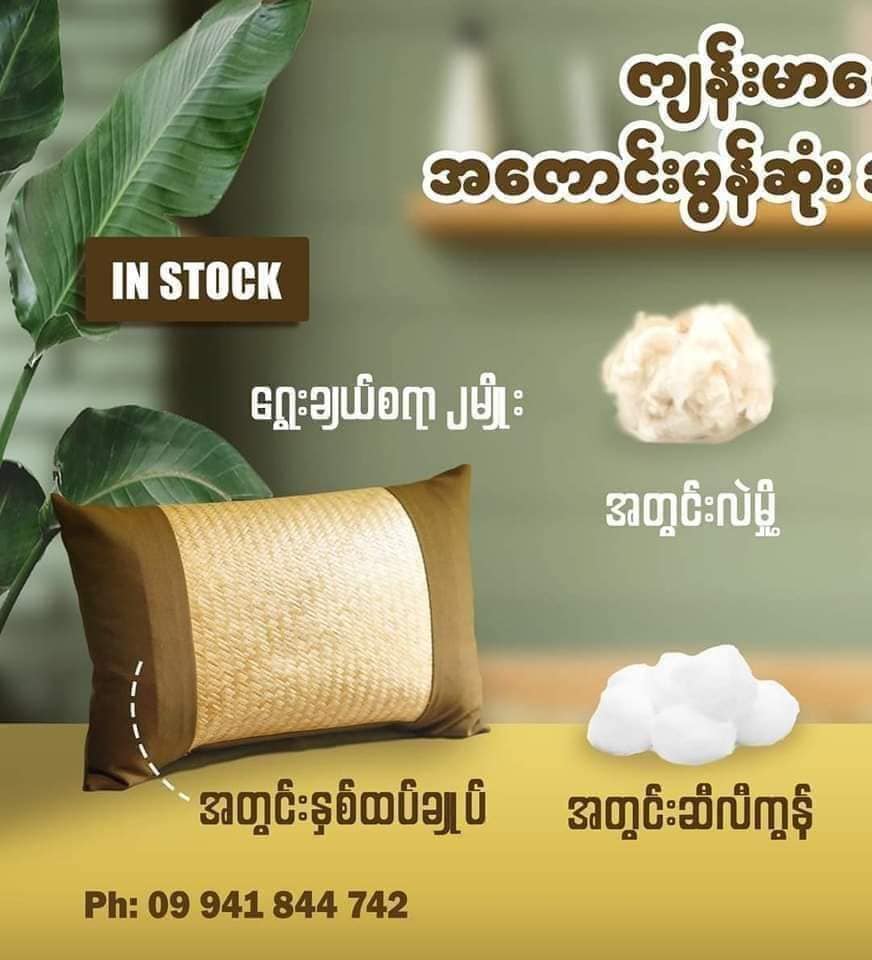 ကျန်းမာ
အကောင်းမွန်ဆုံး
IN STOCK
ရွေးချယ်စရာ ၂မျိုး
အတွင်းလဲမှို့
အတွင်းနှစ်ထပ်ချုပ်
အတွင်းဆီလီကွန်
Ph: 09 941 844 742